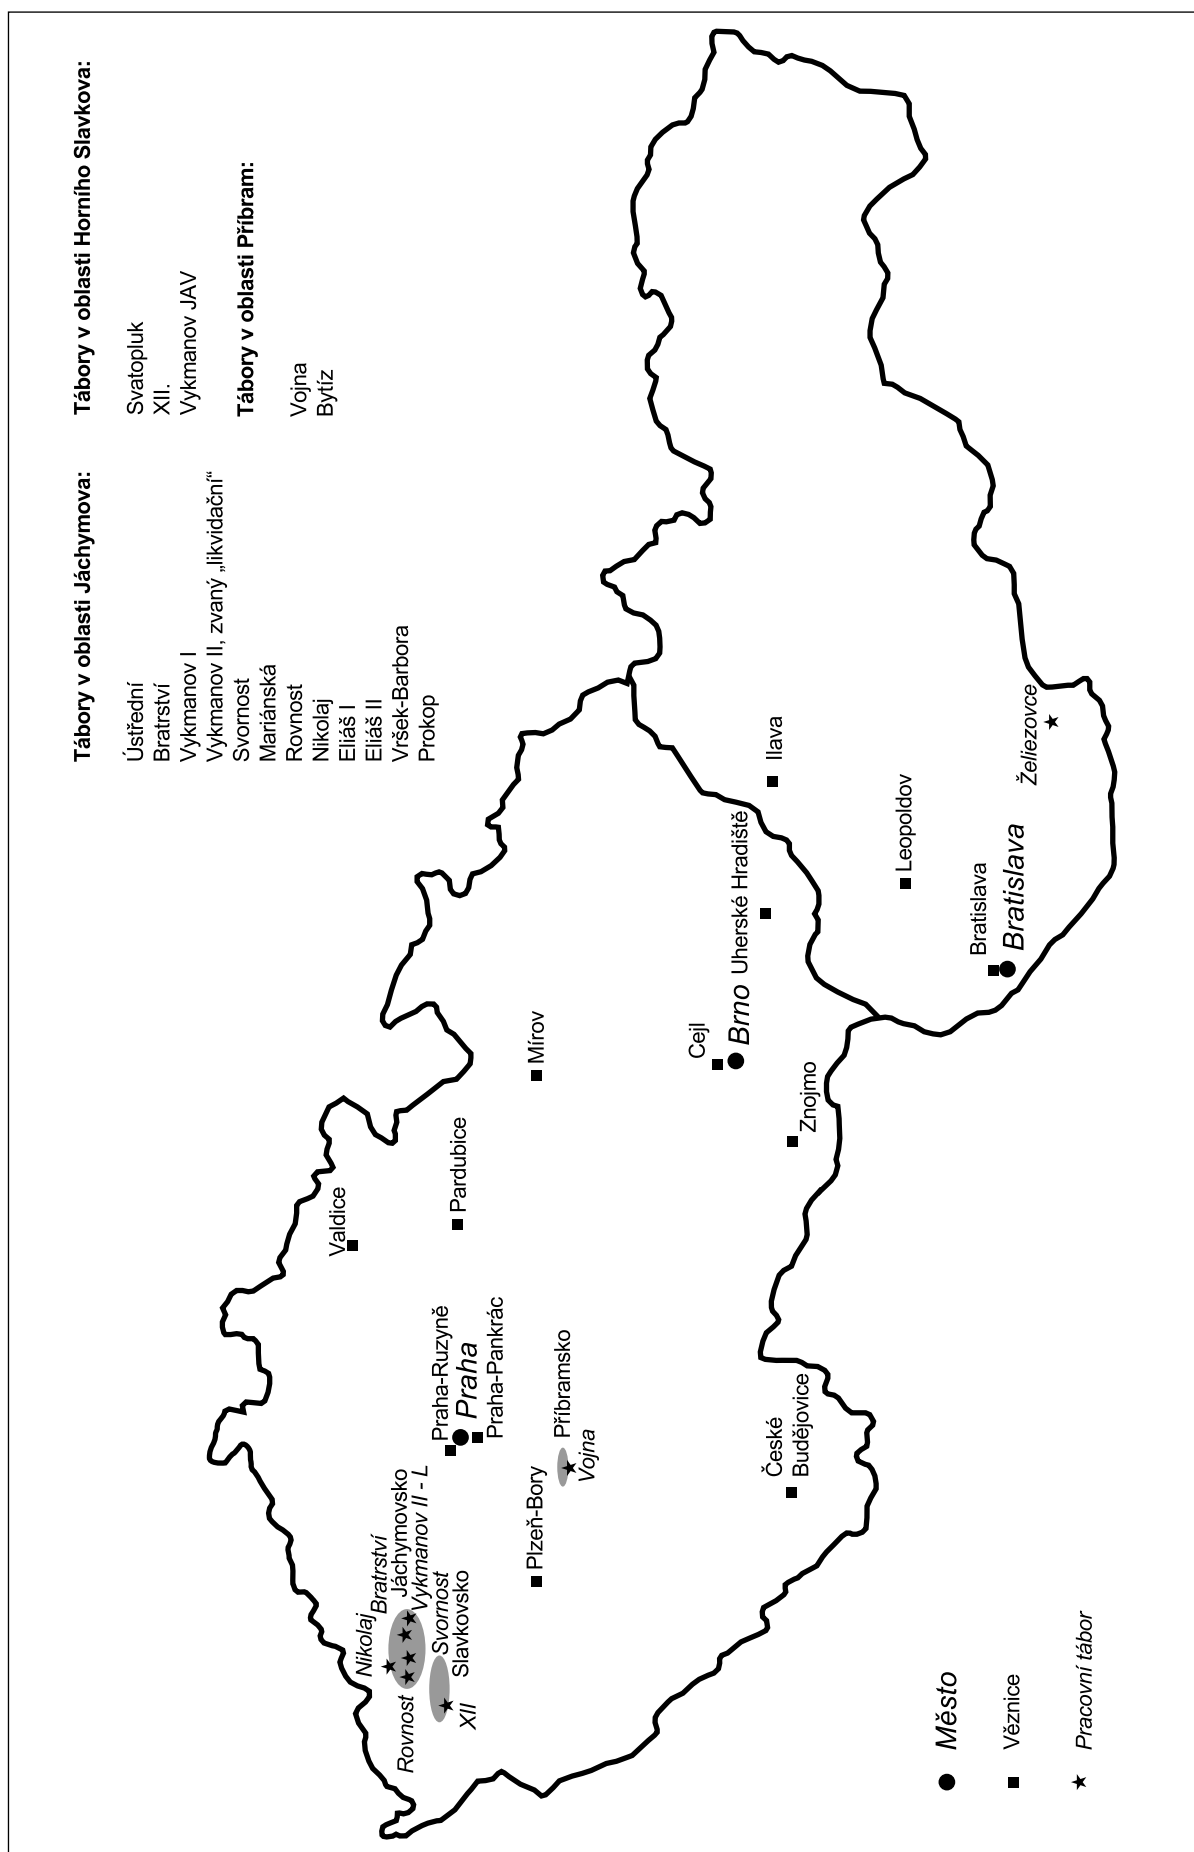 Tábory v oblasti Jáchymova:
Ústřední
Bratrství
Vykmanov I
Vykmanov II, zvaný „likvidační“
Svornost
Mariánská
Rovnost
Nikolaj
Eliáš I
Eliáš II
Vršek-Barbora
Prokop
Tábory v oblasti Horního Slavkova:
Svatopluk
XII.
Vykmanov JAV
Tábory v oblasti Příbram:
Vojna
Bytíz
Nikolaj
Bratrství
Jáchymovsko
Rovnost
Vykmanov II - L
Svornost
Slavkovsko
XII
Praha-Ruzyně
Praha
Praha-Pankrác
Valdice
Pardubice
Mírov
Plzeň-Bory
Příbramsko
Vojna
České
Budějovice
Cejl
Brno
Uherské Hradiště
Znojmo
Ilava
Leopoldov
Bratislava
Bratislava
Želiezovce
Město
Věznice
Pracovní tábor